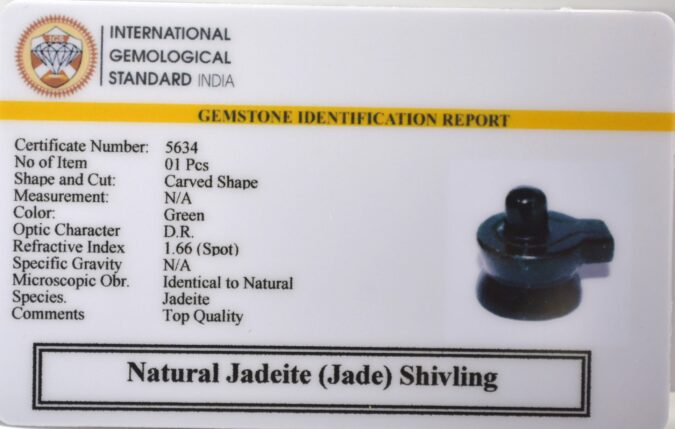 IGS
INTERNATIONAL
GEMOLOGICAL
STANDARD INDIA
GEMSTONE IDENTIFICATION REPORT
Certificate Number: 5634
No of Item 01 Pcs
Shape and Cut: Carved Shape
Measurement: N/A
Color: Green
Optic Character D.R.
Refractive Index 1.66 (Spot)
Specific Gravity N/A
Microscopic Obr. Identical to Natural
Species. Jadeite
Comments Top Quality
Natural Jadeite (Jade) Shivling